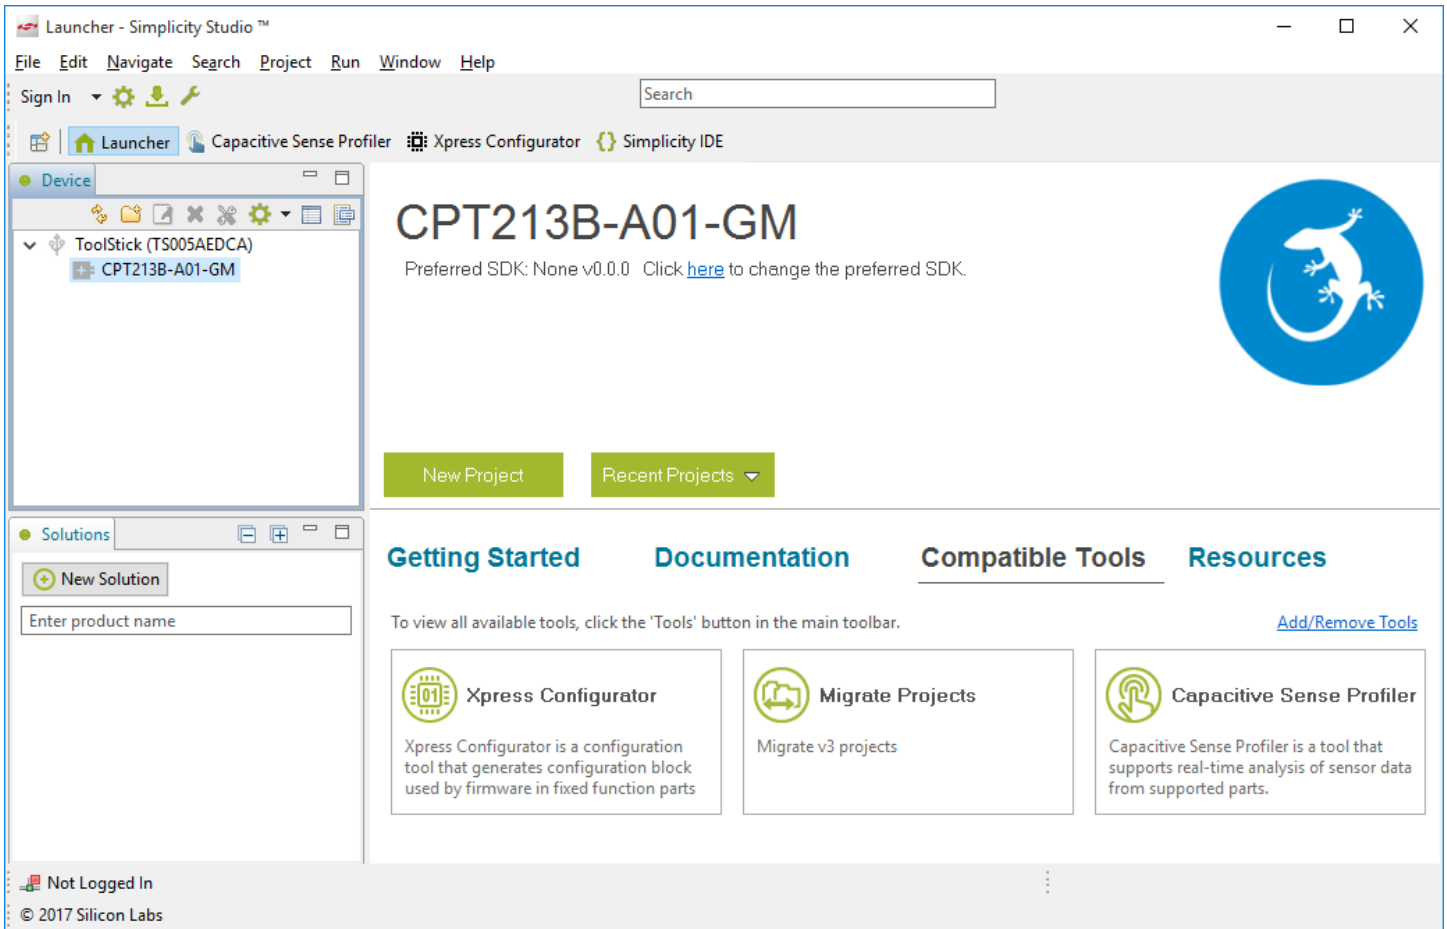 Launcher - Simplicity Studio ™
File Edit Navigate Search Project Run Window Help
Sign In
Search
Launcher Capacitive Sense Profiler Xpress Configurator Simplicity IDE
Device
ToolStick (TS005AEDCA)
CPT213B-A01-GM
CPT213B-A01-GM
Preferred SDK: None v0.0.0 Click here to change the preferred SDK.
New Project
Recent Projects
Solutions
New Solution
Enter product name
Getting Started Documentation Compatible Tools Resources
To view all available tools, click the 'Tools' button in the main toolbar.
Add/Remove Tools
01
Xpress Configurator
Xpress Configurator is a configuration
tool that generates configuration block
used by firmware in fixed function parts
Migrate Projects
Migrate v3 projects
Capacitive Sense Profiler
Capacitive Sense Profiler is a tool that
supports real-time analysis of sensor data
from supported parts.
Not Logged In
© 2017 Silicon Labs